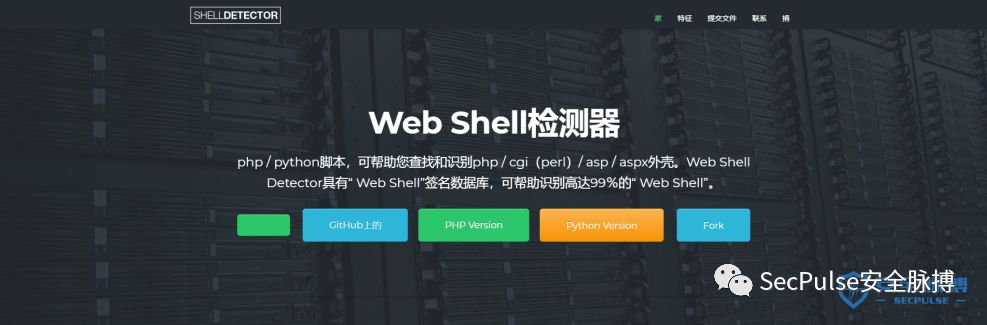 SHELLDETECTOR
家 特征 提交文件 联系 捐
Web Shell检测器
php / python脚本，可帮助您查找和识别php / cgi（perl）/ asp / aspx外壳。Web Shell
Detector具有“ Web Shell”签名数据库，可帮助识别高达99％的“ Web Shell”。
GitHub上的 PHP Version Python Version Fork
SecPulse安全脉搏
SECPULSE